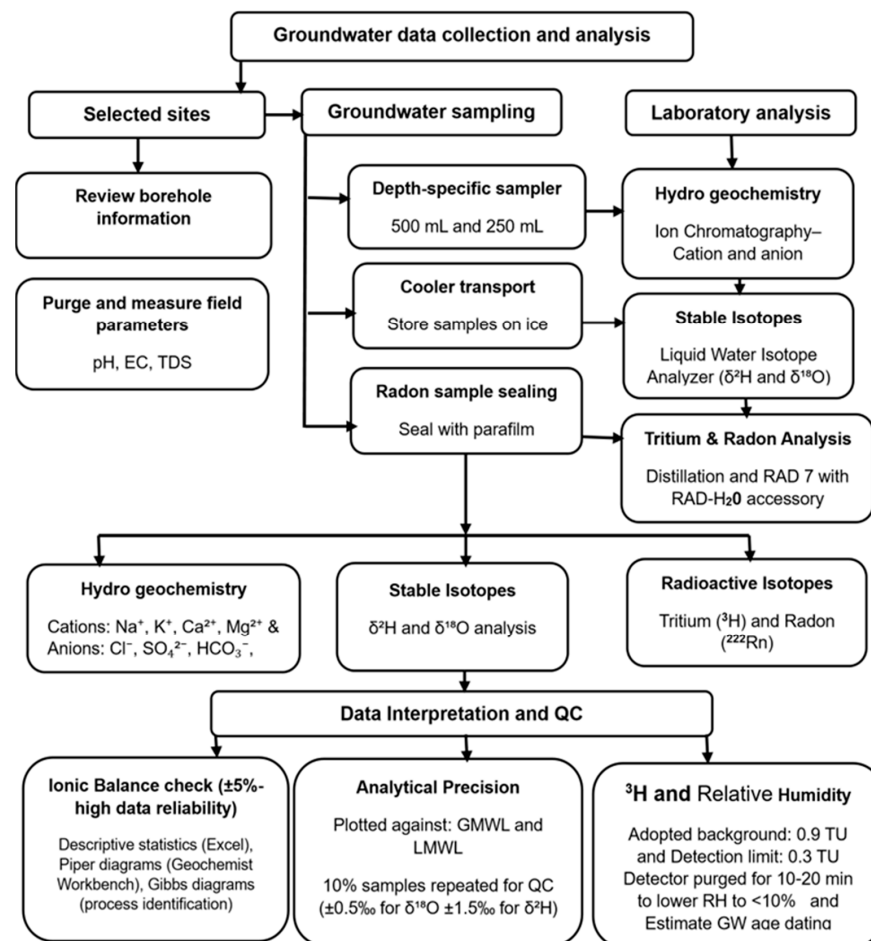 Groundwater data collection and analysis
Selected sites
Groundwater sampling
Laboratory analysis
Review borehole
information
Purge and measure field
parameters
pH, EC, TDS
Depth-specific sampler
500 mL and 250 mL
Cooler transport
Store samples on ice
Radon sample sealing
Seal with parafilm
Hydro geochemistry
Ion Chromatography–
Cation and anion
Stable Isotopes
Liquid Water Isotope
Analyzer (δ²H and δ¹⁸O)
Tritium & Radon Analysis
Distillation and RAD 7 with
RAD-H₂0 accessory
Hydro geochemistry
Cations: Na⁺, K⁺, Ca²⁺, Mg²⁺ &
Anions: Cl⁻, SO₄²⁻, HCO₃⁻,
Stable Isotopes
δ²H and δ¹⁸O analysis
Radioactive Isotopes
Tritium (³H) and Radon
(²²²Rn)
Data Interpretation and QC
Ionic Balance check (±5%-
high data reliability)
Descriptive statistics (Excel),
Piper diagrams (Geochemist
Workbench), Gibbs diagrams
(process identification)
Analytical Precision
Plotted against: GMWL and
LMWL
10% samples repeated for QC
(±0.5‰ for δ¹⁸O ±1.5‰ for δ²H)
³H and Relative Humidity
Adopted background: 0.9 TU
and Detection limit: 0.3 TU
Detector purged for 10-20 min
to lower RH to <10% and
Estimate GW age dating